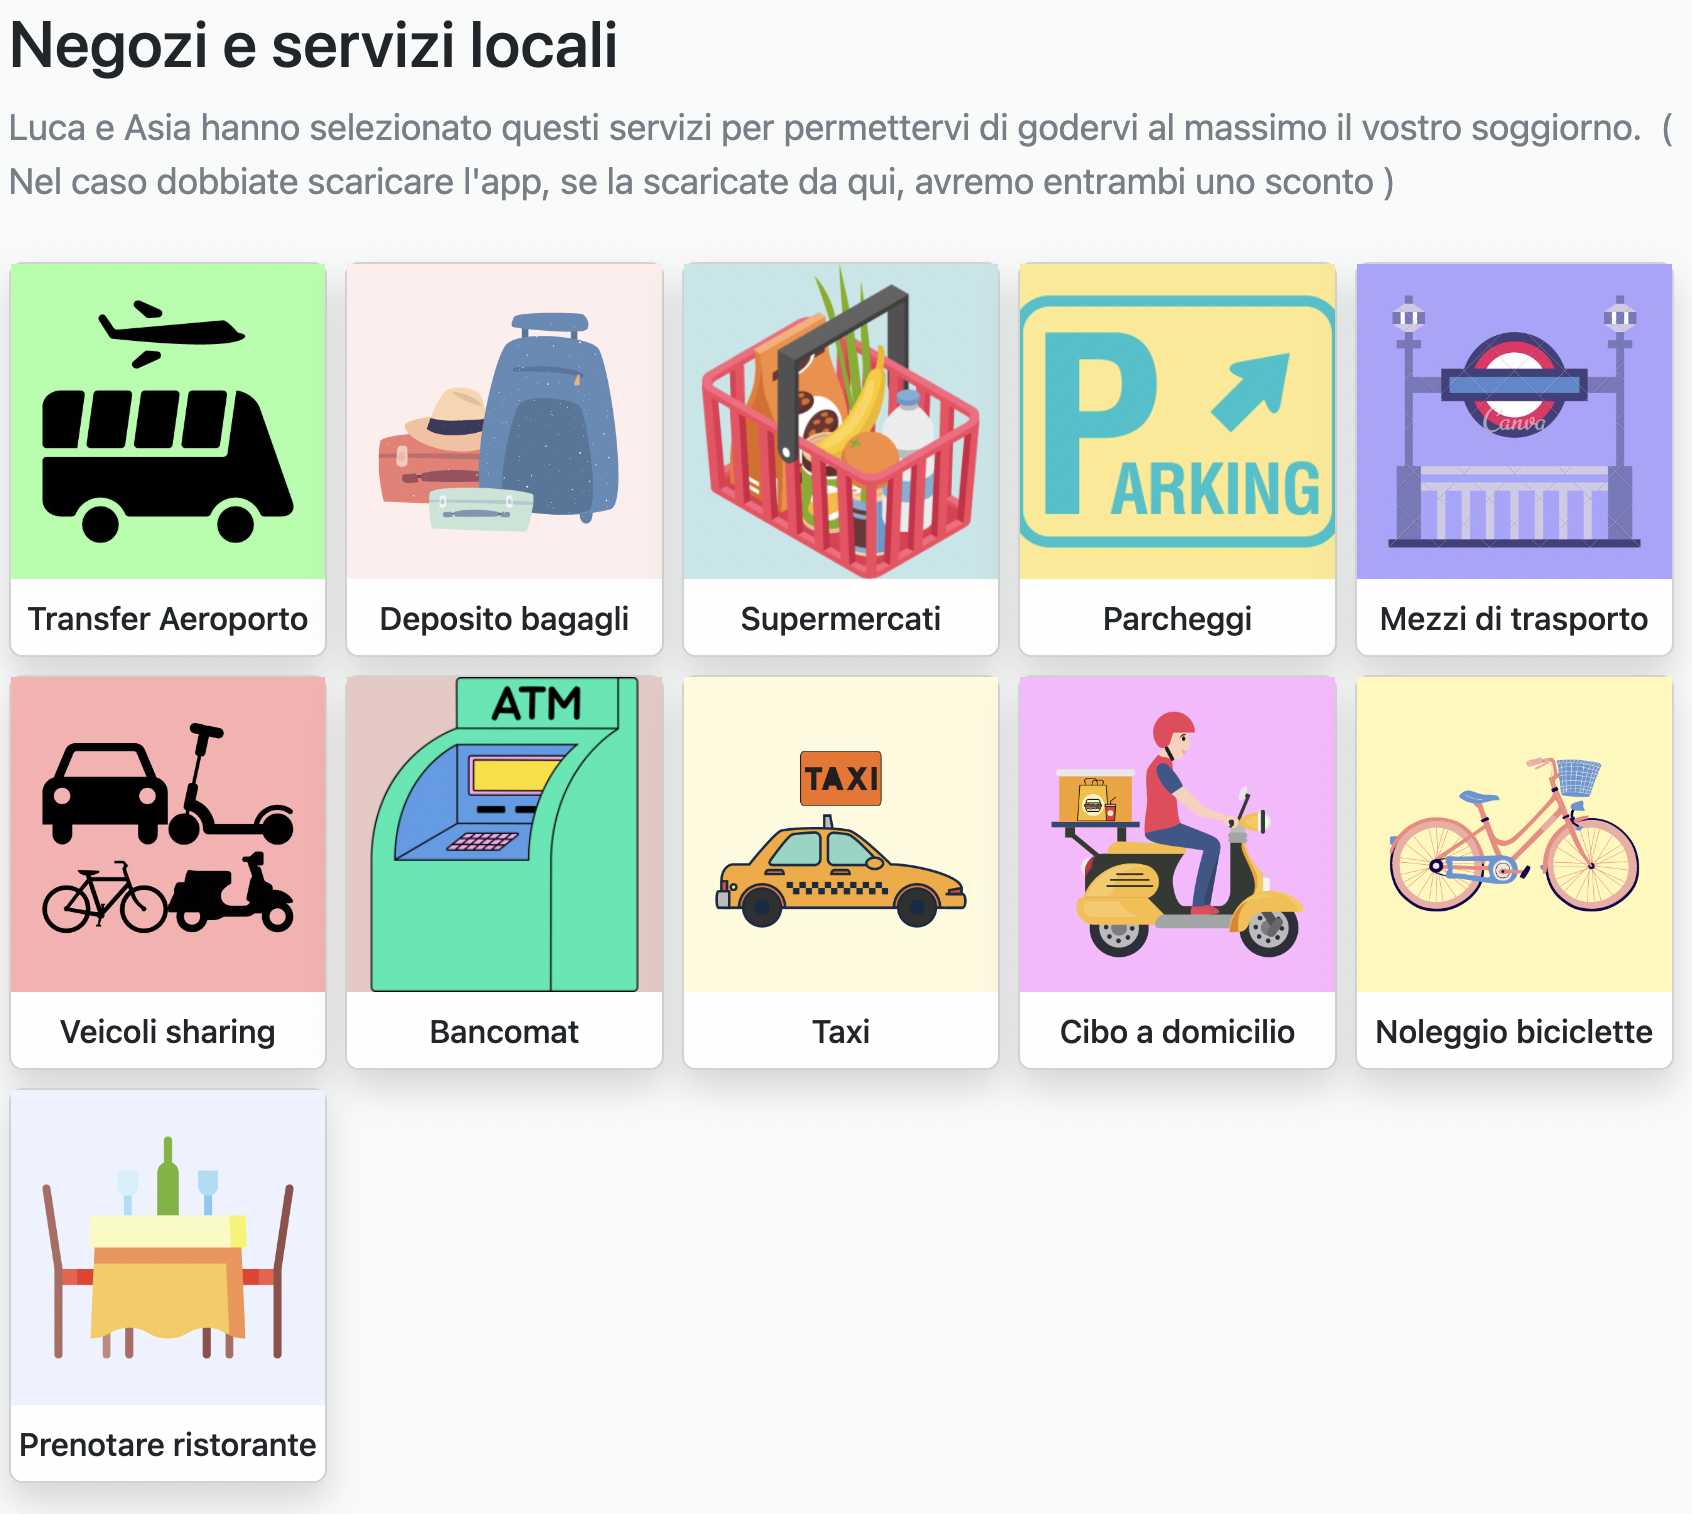 Negozi e servizi locali
Luca e Asia hanno selezionato questi servizi per permettervi di godervi al massimo il vostro soggiorno. (
Nel caso dobbiate scaricare l'app, se la scaricate da qui, avremo entrambi uno sconto )
PARKING
Canva
Transfer Aeroporto
Deposito bagagli
Supermercati
Parcheggi
Mezzi di trasporto
ATM
TAXI
Veicoli sharing
Bancomat
Taxi
Cibo a domicilio
Noleggio biciclette
Prenotare ristorante